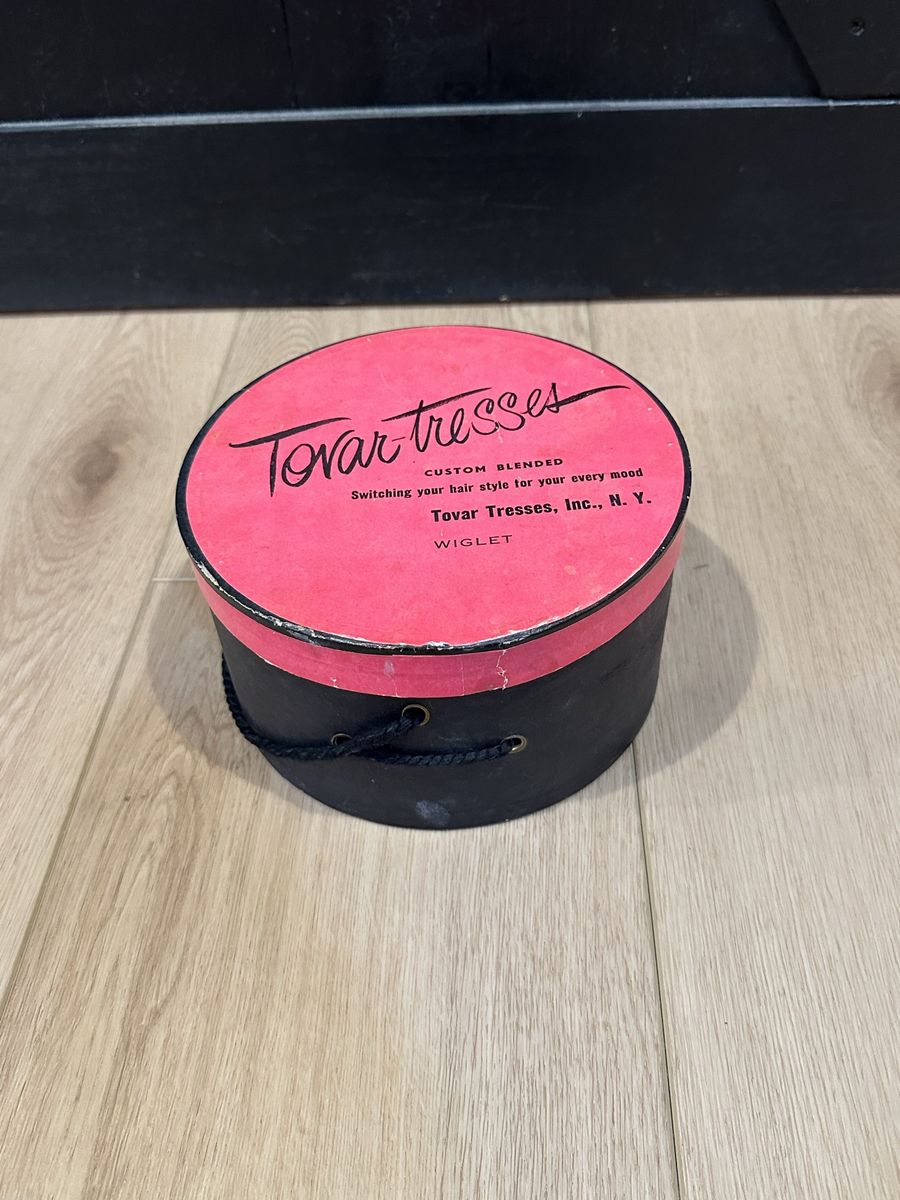 Tovar-tresses
CUSTOM BLENDED
Switching your hair style for your every mood
Tovar Tresses, Inc., N. Y.
WIGLET